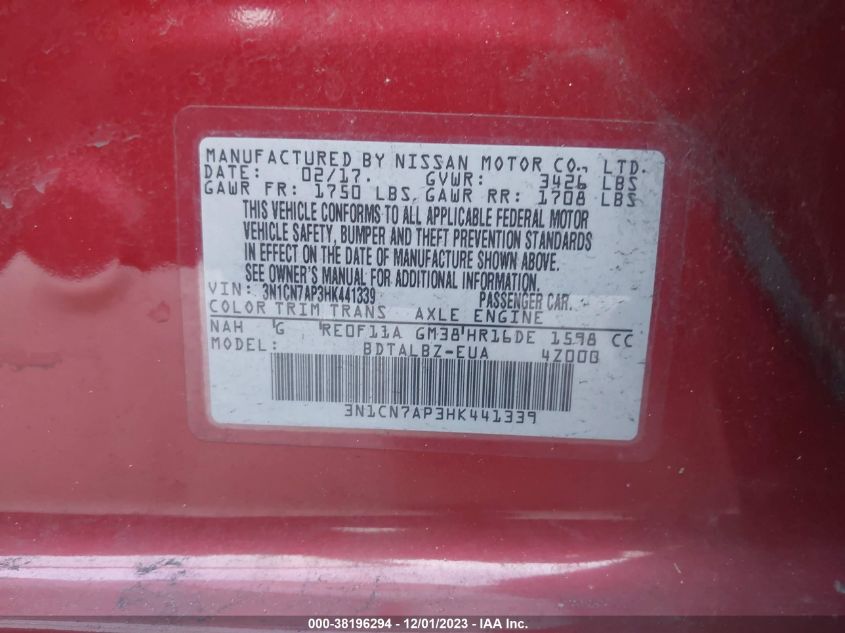 MANUFACTURED BY NISSAN MOTOR CO., LTD.
DATE: 02/17. GVWR: 3426 LBS
GAWR FR: 1750 LBS, GAWR RR: 1708 LBS
THIS VEHICLE CONFORMS TO ALL APPLICABLE FEDERAL MOTOR
VEHICLE SAFETY, BUMPER AND THEFT PREVENTION STANDARDS
IN EFFECT ON THE DATE OF MANUFACTURE SHOWN ABOVE.
SEE OWNER'S MANUAL FOR ADDITIONAL INFORMATION.
VIN: 3N1CN7AP3HK441339 PASSENGER CAR.
COLOR TRIM TRANS AXLE ENGINE
NAH G RE0F11A GM38 HR16DE 1598 CC
MODEL: BDTALBZ-EUA
3N1CN7AP3HK441339
000-38196294 - 12/01/2023 - www.iaai.com. Copyright IAA, Inc.